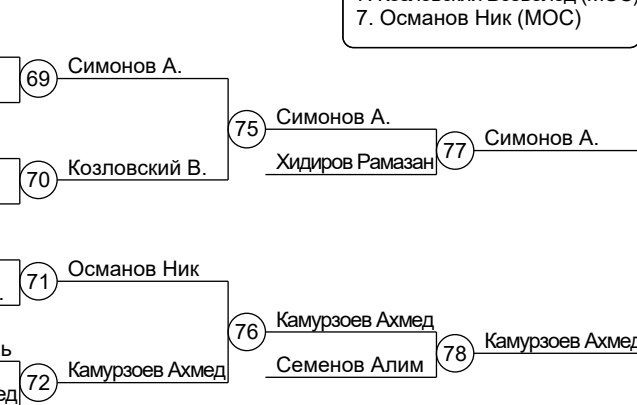 7. Османов Ник (МОС)
69 Симонов А.
75 Симонов А.
77 Симонов А.
70 Козловский В.
Хидиров Рамазан
71 Османов Ник
76 Камурзоев Ахмед
78 Камурзоев Ахмед
72 Камурзоев Ахмед
Семенов Алим